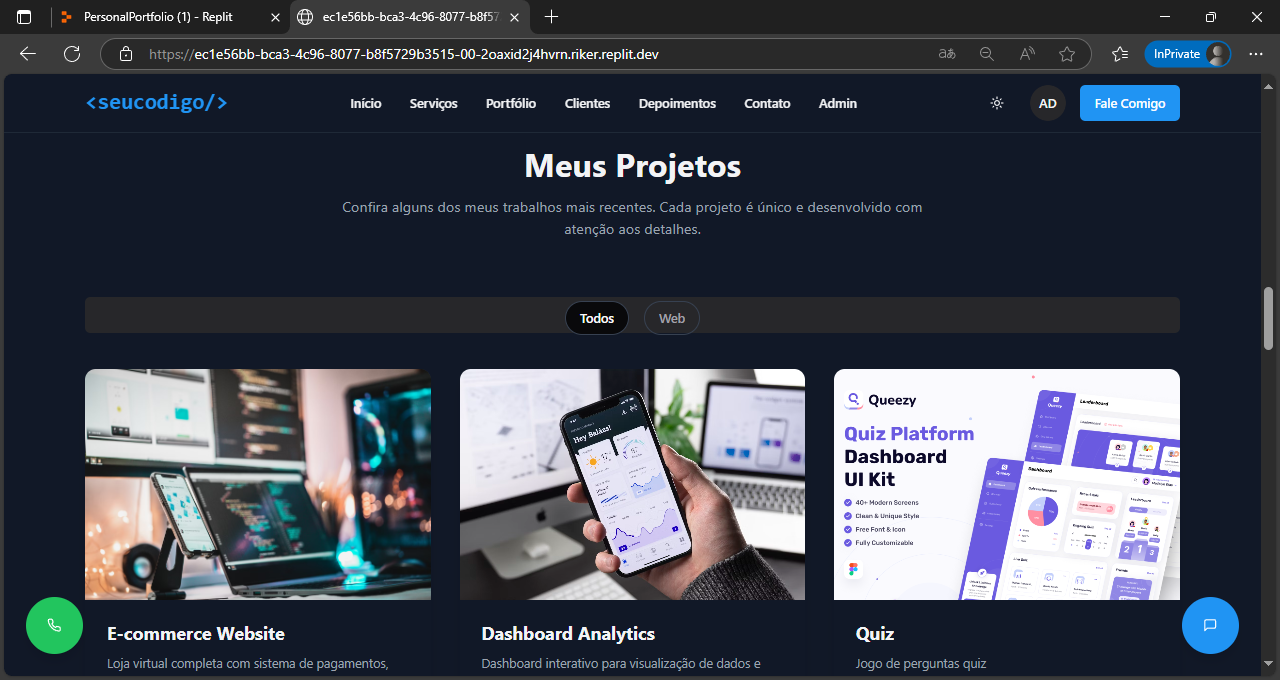 PersonalPortfolio (1) - Replit
ec1e56bb-bca3-4c96-8077-b8f57
https://ec1e56bb-bca3-4c96-8077-b8f5729b3515-00-2oaxid2j4hvrn.riker.replit.dev
InPrivate
<seucodigo/>
Início Serviços Portfólio Clientes Depoimentos Contato Admin
AD
Fale Comigo
Meus Projetos
Confira alguns dos meus trabalhos mais recentes. Cada projeto é único e desenvolvido com
atenção aos detalhes.
Todos Web
Hey Balázs!
Queezy
Quiz Platform
Dashboard
UI Kit
40+ Modern Screens
Clean & Unique Style
Free Font & Icon
Fully Customizable
Leaderboard
Dashboard
E-commerce Website
Loja virtual completa com sistema de pagamentos,
Dashboard Analytics
Dashboard interativo para visualização de dados e
Quiz
Jogo de perguntas quiz